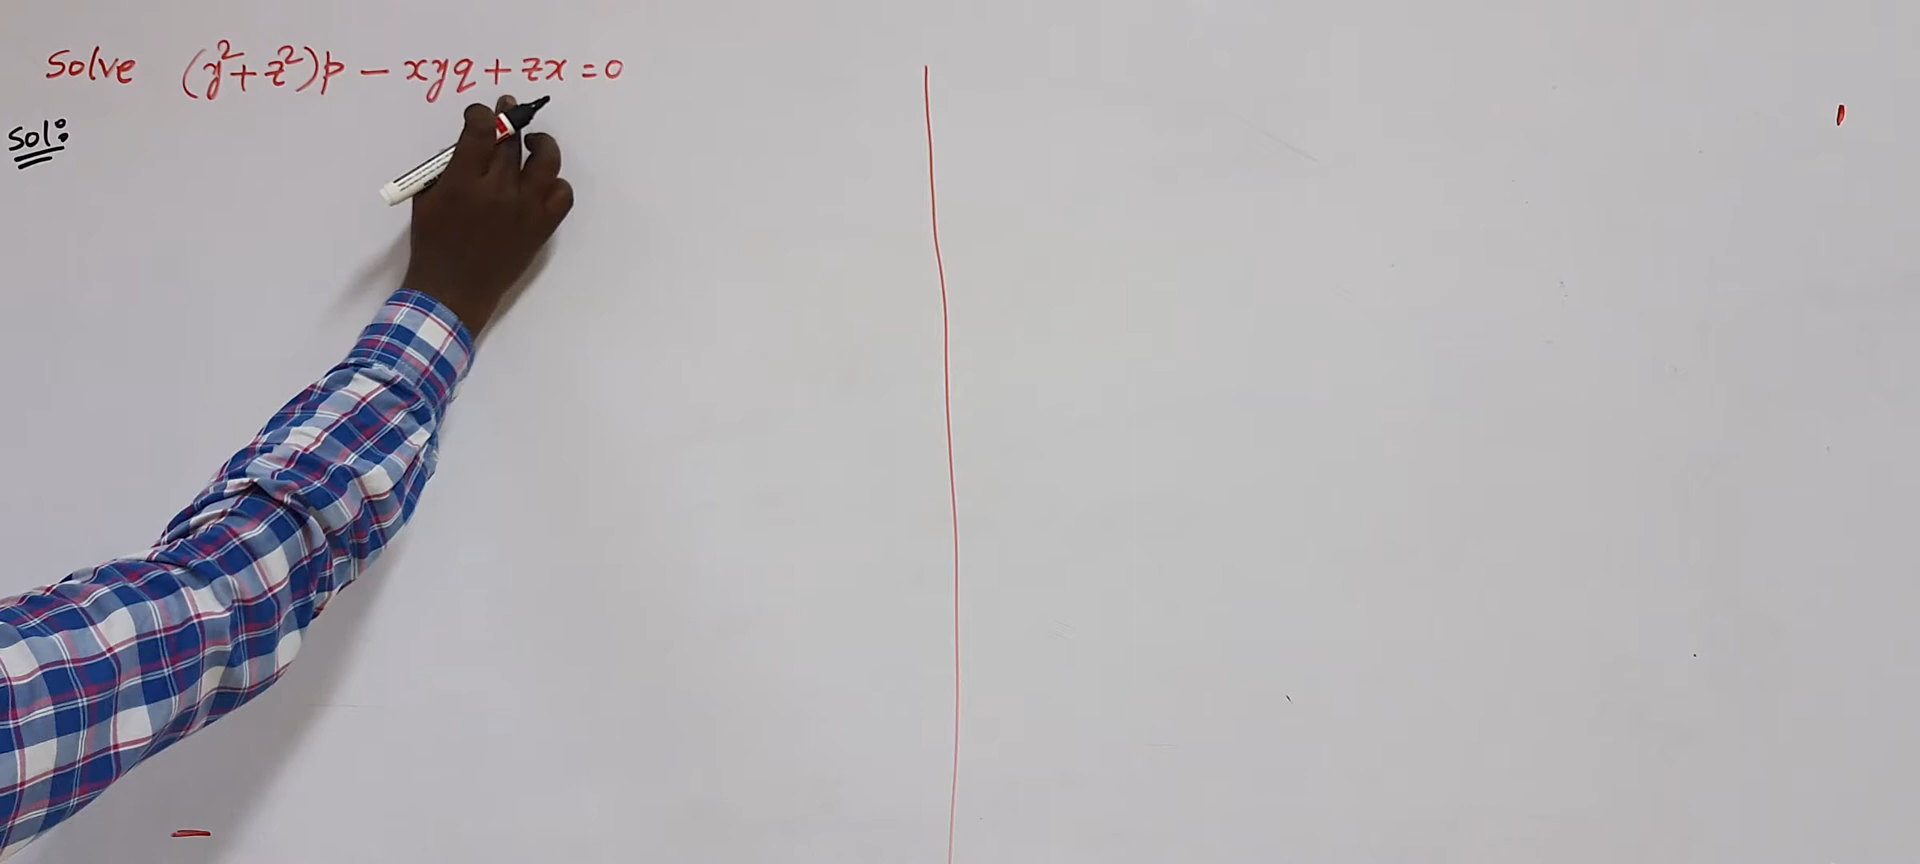 Solve (y²+z²)p - xyq + zx = 0
Sol: